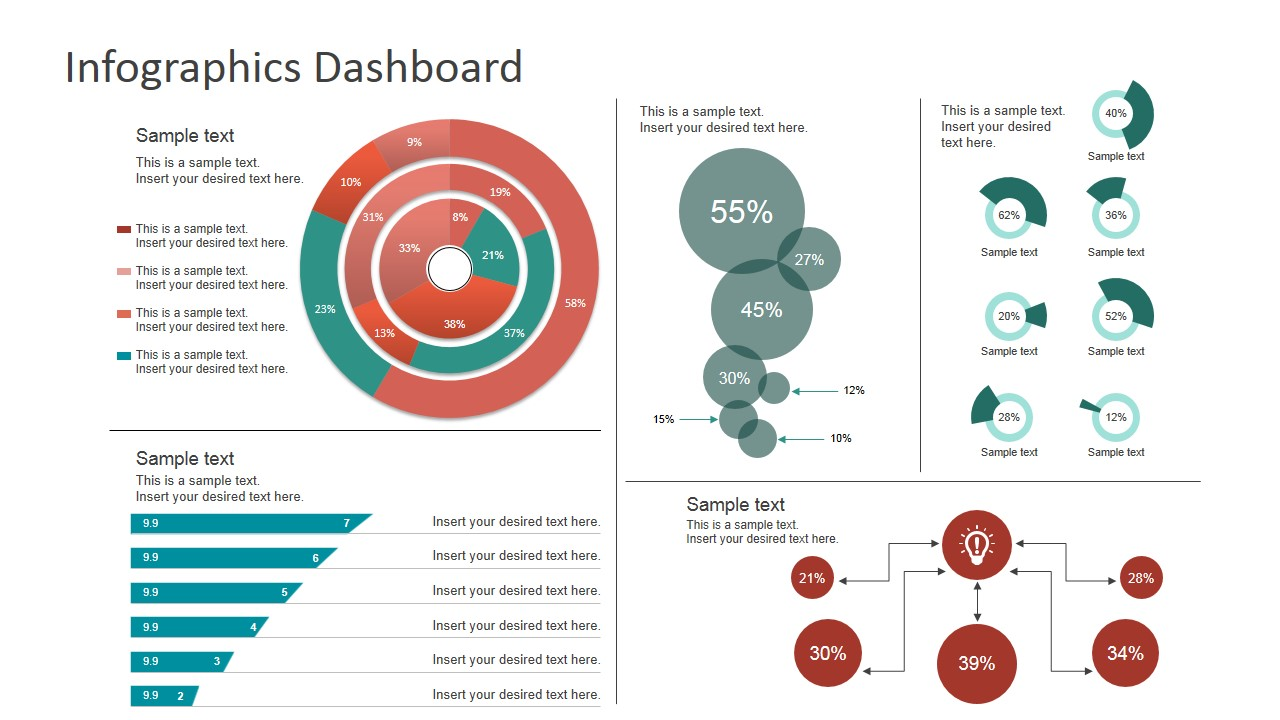 Infographics Dashboard
Sample text
This is a sample text.
Insert your desired text here.
This is a sample text.
Insert your desired text here.
This is a sample text.
Insert your desired text here.
This is a sample text.
Insert your desired text here.
This is a sample text.
Insert your desired text here.
9%
10%
19%
31%
8%
33%
21%
58%
23%
38%
13%
37%
Sample text
This is a sample text.
Insert your desired text here.
9.9 7 Insert your desired text here.
9.9 6 Insert your desired text here.
9.9 5 Insert your desired text here.
9.9 4 Insert your desired text here.
9.9 3 Insert your desired text here.
9.9 2 Insert your desired text here.
This is a sample text.
Insert your desired text here.
55%
27%
45%
30%
12%
15%
10%
This is a sample text.
Insert your desired
text here.
40%
Sample text
62%
36%
Sample text
Sample text
20%
52%
Sample text
Sample text
28%
12%
Sample text
Sample text
Sample text
This is a sample text.
Insert your desired text here.
21%
28%
30%
39%
34%